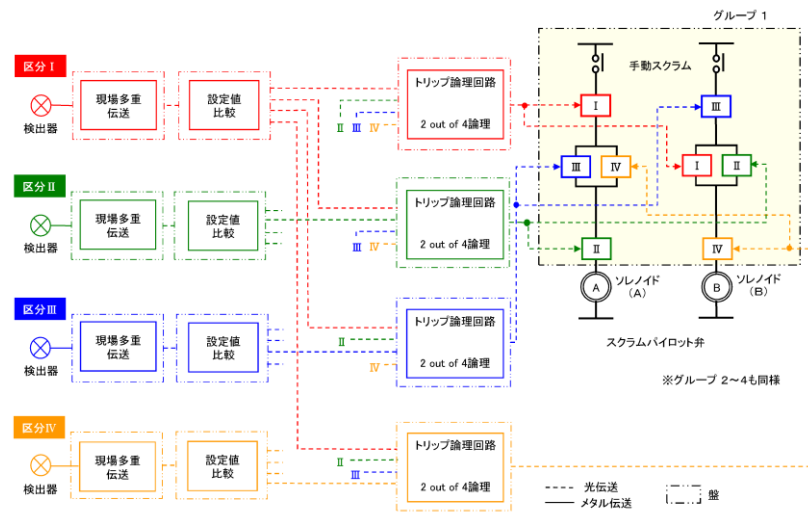 グループ 1
区分Ⅰ
検出器
現場多重
伝送
設定値
比較
トリップ論理回路
2 out of 4論理
Ⅱ
Ⅲ
Ⅳ
手動スクラム
Ⅰ
Ⅲ
Ⅲ
Ⅳ
Ⅰ
Ⅱ
Ⅱ
Ⅳ
A
ソレノイド
(A)
B
ソレノイド
(B)
スクラムパイロット弁
※グループ 2~4も同様
区分Ⅱ
検出器
現場多重
伝送
設定値
比較
トリップ論理回路
2 out of 4論理
Ⅲ
Ⅳ
区分Ⅲ
検出器
現場多重
伝送
設定値
比較
トリップ論理回路
2 out of 4論理
Ⅱ
Ⅳ
区分Ⅳ
検出器
現場多重
伝送
設定値
比較
トリップ論理回路
2 out of 4論理
Ⅱ
Ⅲ
光伝送
メタル伝送
盤